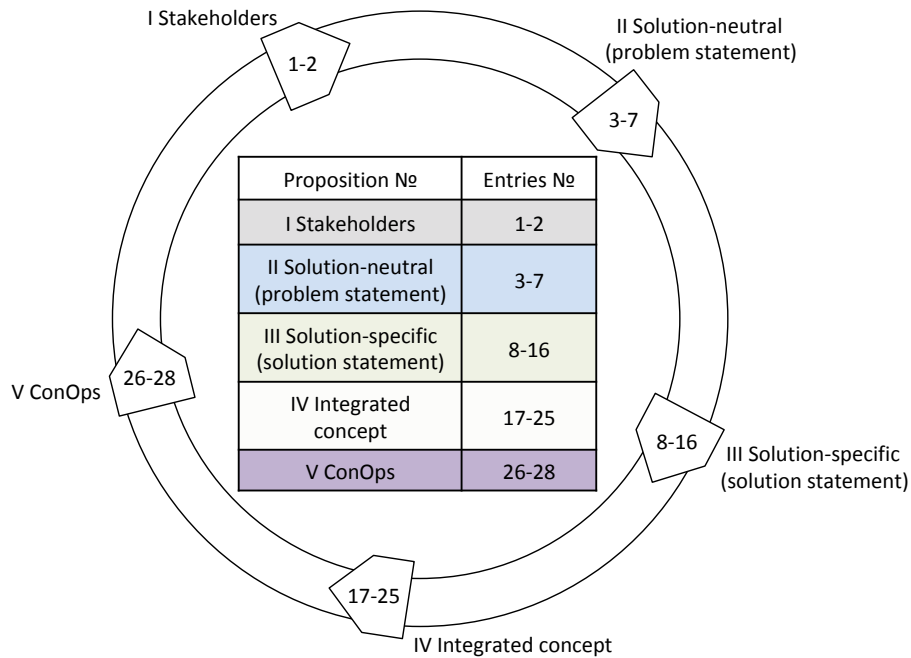 I Stakeholders
1-2
II Solution-neutral
(problem statement)
3-7
Proposition №
Entries №
I Stakeholders
1-2
II Solution-neutral
(problem statement)
3-7
III Solution-specific
(solution statement)
8-16
IV Integrated
concept
17-25
V ConOps
26-28
V ConOps
26-28
8-16
III Solution-specific
(solution statement)
17-25
IV Integrated concept